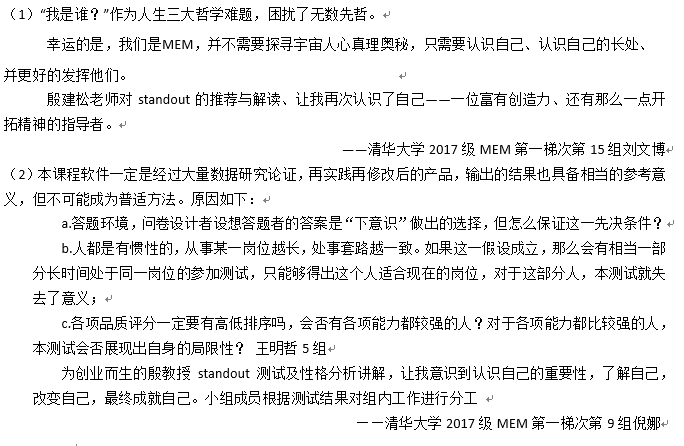 （1）“我是谁？”作为人生三大哲学难题，困扰了无数先哲。
幸运的是，我们是MEM，并不需要探寻宇宙人心真理奥秘，只需要认识自己、认识自己的长处、
并更好的发挥他们。
殷建松老师对 standout 的推荐与解读、让我再次认识了自己——一位富有创造力、还有那么一点开
拓精神的指导者。
——清华大学 2017 级 MEM 第一梯次第 15 组刘文博
（2）本课程软件一定是经过大量数据研究论证，再实践再修改后的产品，输出的结果也具备相当的参考意
义，但不可能成为普适方法。原因如下：
a.答题环境，问卷设计者设想答题者的答案是“下意识”做出的选择，但怎么保证这一先决条件？
b.人都是有惯性的，从事某一岗位越长，处事套路越一致。如果这一假设成立，那么会有相当一部
分长时间处于同一岗位的参加测试，只能够得出这个人适合现在的岗位，对于这部分人，本测试就失
去了意义；
c.各项品质评分一定要有高低排序吗，会否有各项能力都较强的人？对于各项能力都比较强的人，
本测试会否展现出自身的局限性？ 王明哲 5 组
为创业而生的殷教授 standout 测试及性格分析讲解，让我意识到认识自己的重要性，了解自己，
改变自己，最终成就自己。小组成员根据测试结果对组内工作进行分工
——清华大学 2017 级 MEM 第一梯次第 9 组倪娜